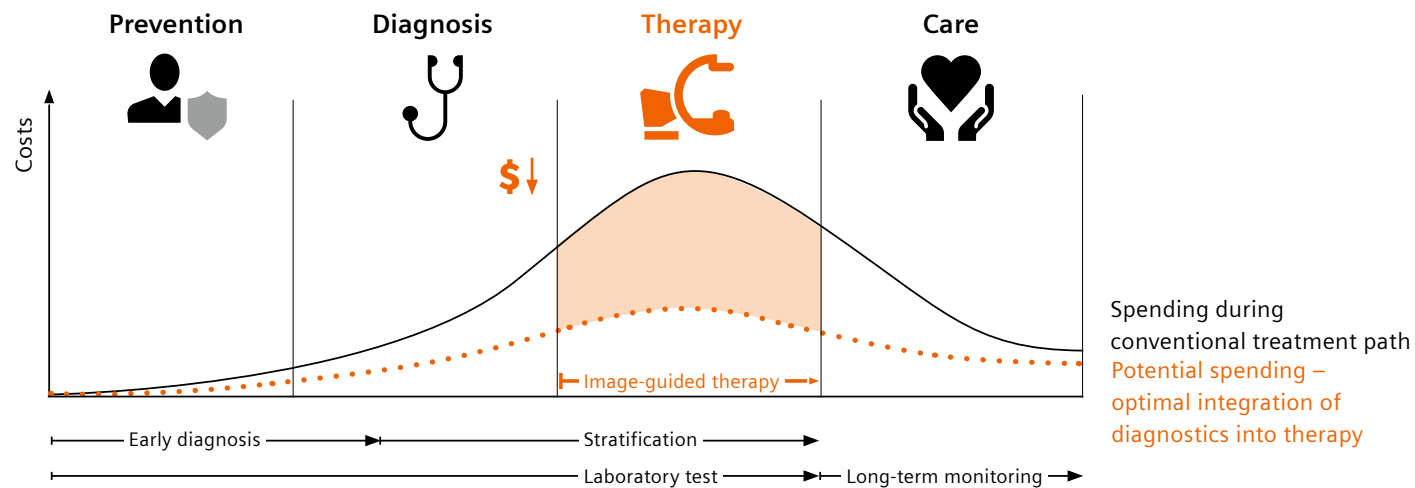 Prevention
Diagnosis
Therapy
Care
Costs
$
Spending during
conventional treatment path
Potential spending –
optimal integration of
diagnostics into therapy
Image-guided therapy
Early diagnosis
Stratification
Laboratory test
Long-term monitoring